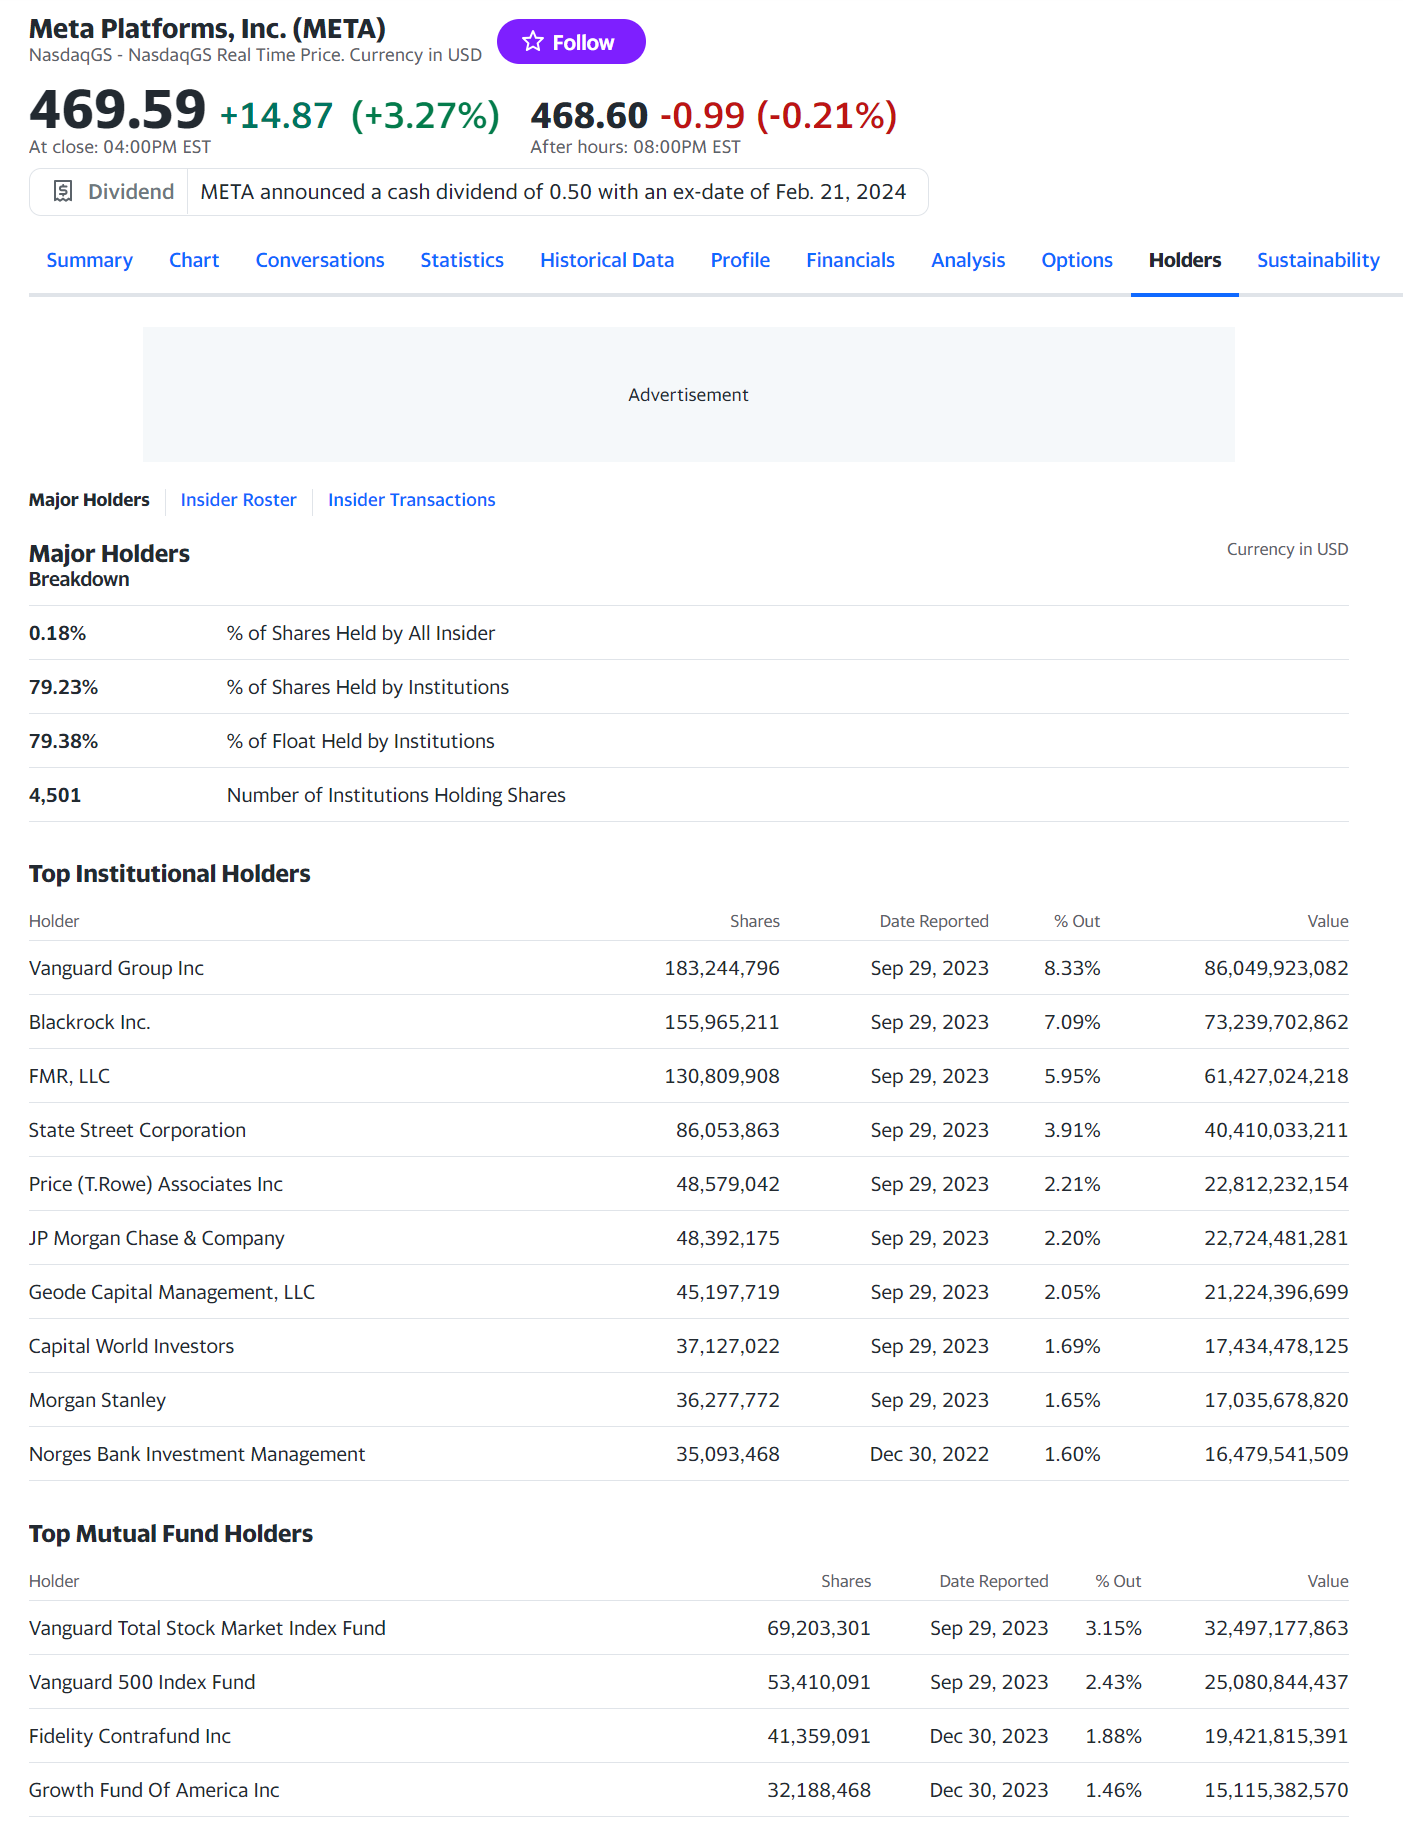 Meta Platforms, Inc. (META)
NasdaqGS - NasdaqGS Real Time Price. Currency in USD
Follow
469.59 +14.87 (+3.27%) 468.60 -0.99 (-0.21%)
At close: 04:00PM EST After hours: 08:00PM EST
Dividend META announced a cash dividend of 0.50 with an ex-date of Feb. 21, 2024
Summary Chart Conversations Statistics Historical Data Profile Financials Analysis Options Holders Sustainability
Advertisement
Major Holders Insider Roster Insider Transactions
Major Holders Currency in USD
Breakdown
0.18% % of Shares Held by All Insider
79.23% % of Shares Held by Institutions
79.38% % of Float Held by Institutions
4,501 Number of Institutions Holding Shares
Top Institutional Holders
Holder Shares Date Reported % Out Value
Vanguard Group Inc 183,244,796 Sep 29, 2023 8.33% 86,049,923,082
Blackrock Inc. 155,965,211 Sep 29, 2023 7.09% 73,239,702,862
FMR, LLC 130,809,908 Sep 29, 2023 5.95% 61,427,024,218
State Street Corporation 86,053,863 Sep 29, 2023 3.91% 40,410,033,211
Price (T.Rowe) Associates Inc 48,579,042 Sep 29, 2023 2.21% 22,812,232,154
JP Morgan Chase & Company 48,392,175 Sep 29, 2023 2.20% 22,724,481,281
Geode Capital Management, LLC 45,197,719 Sep 29, 2023 2.05% 21,224,396,699
Capital World Investors 37,127,022 Sep 29, 2023 1.69% 17,434,478,125
Morgan Stanley 36,277,772 Sep 29, 2023 1.65% 17,035,678,820
Norges Bank Investment Management 35,093,468 Dec 30, 2022 1.60% 16,479,541,509
Top Mutual Fund Holders
Holder Shares Date Reported % Out Value
Vanguard Total Stock Market Index Fund 69,203,301 Sep 29, 2023 3.15% 32,497,177,863
Vanguard 500 Index Fund 53,410,091 Sep 29, 2023 2.43% 25,080,844,437
Fidelity Contrafund Inc 41,359,091 Dec 30, 2023 1.88% 19,421,815,391
Growth Fund Of America Inc 32,188,468 Dec 30, 2023 1.46% 15,115,382,570